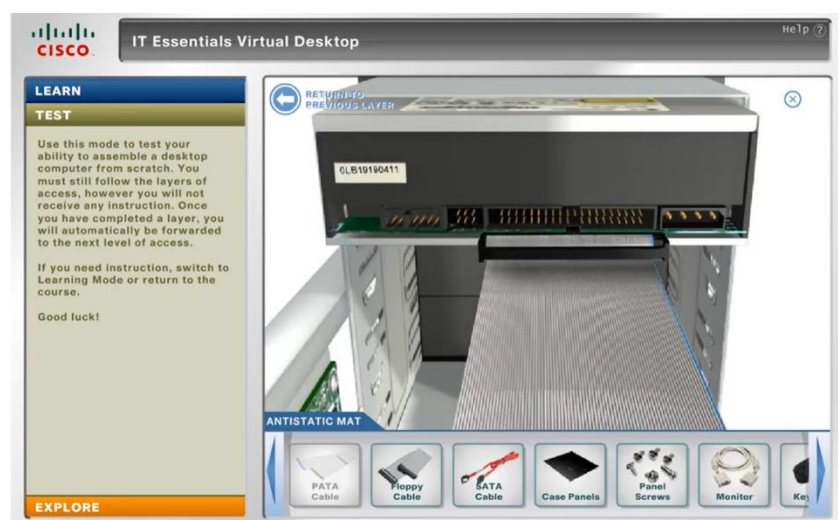 CISCO
IT Essentials Virtual Desktop
Help ?
LEARN
TEST
Use this mode to test your
ability to assemble a desktop
computer from scratch. You
must still follow the layers of
access, however you will not
receive any instruction. Once
you have completed a layer, you
will automatically be forwarded
to the next level of access.
If you need instruction, switch to
Learning Mode or return to the
course.
Good luck!
EXPLORE
RETURN TO
PREVIOUS LAYER
0LB19190411
ANTISTATIC MAT
PATA
Cable
Floppy
Cable
SATA
Cable
Case Panels
Panel
Screws
Monitor
Key